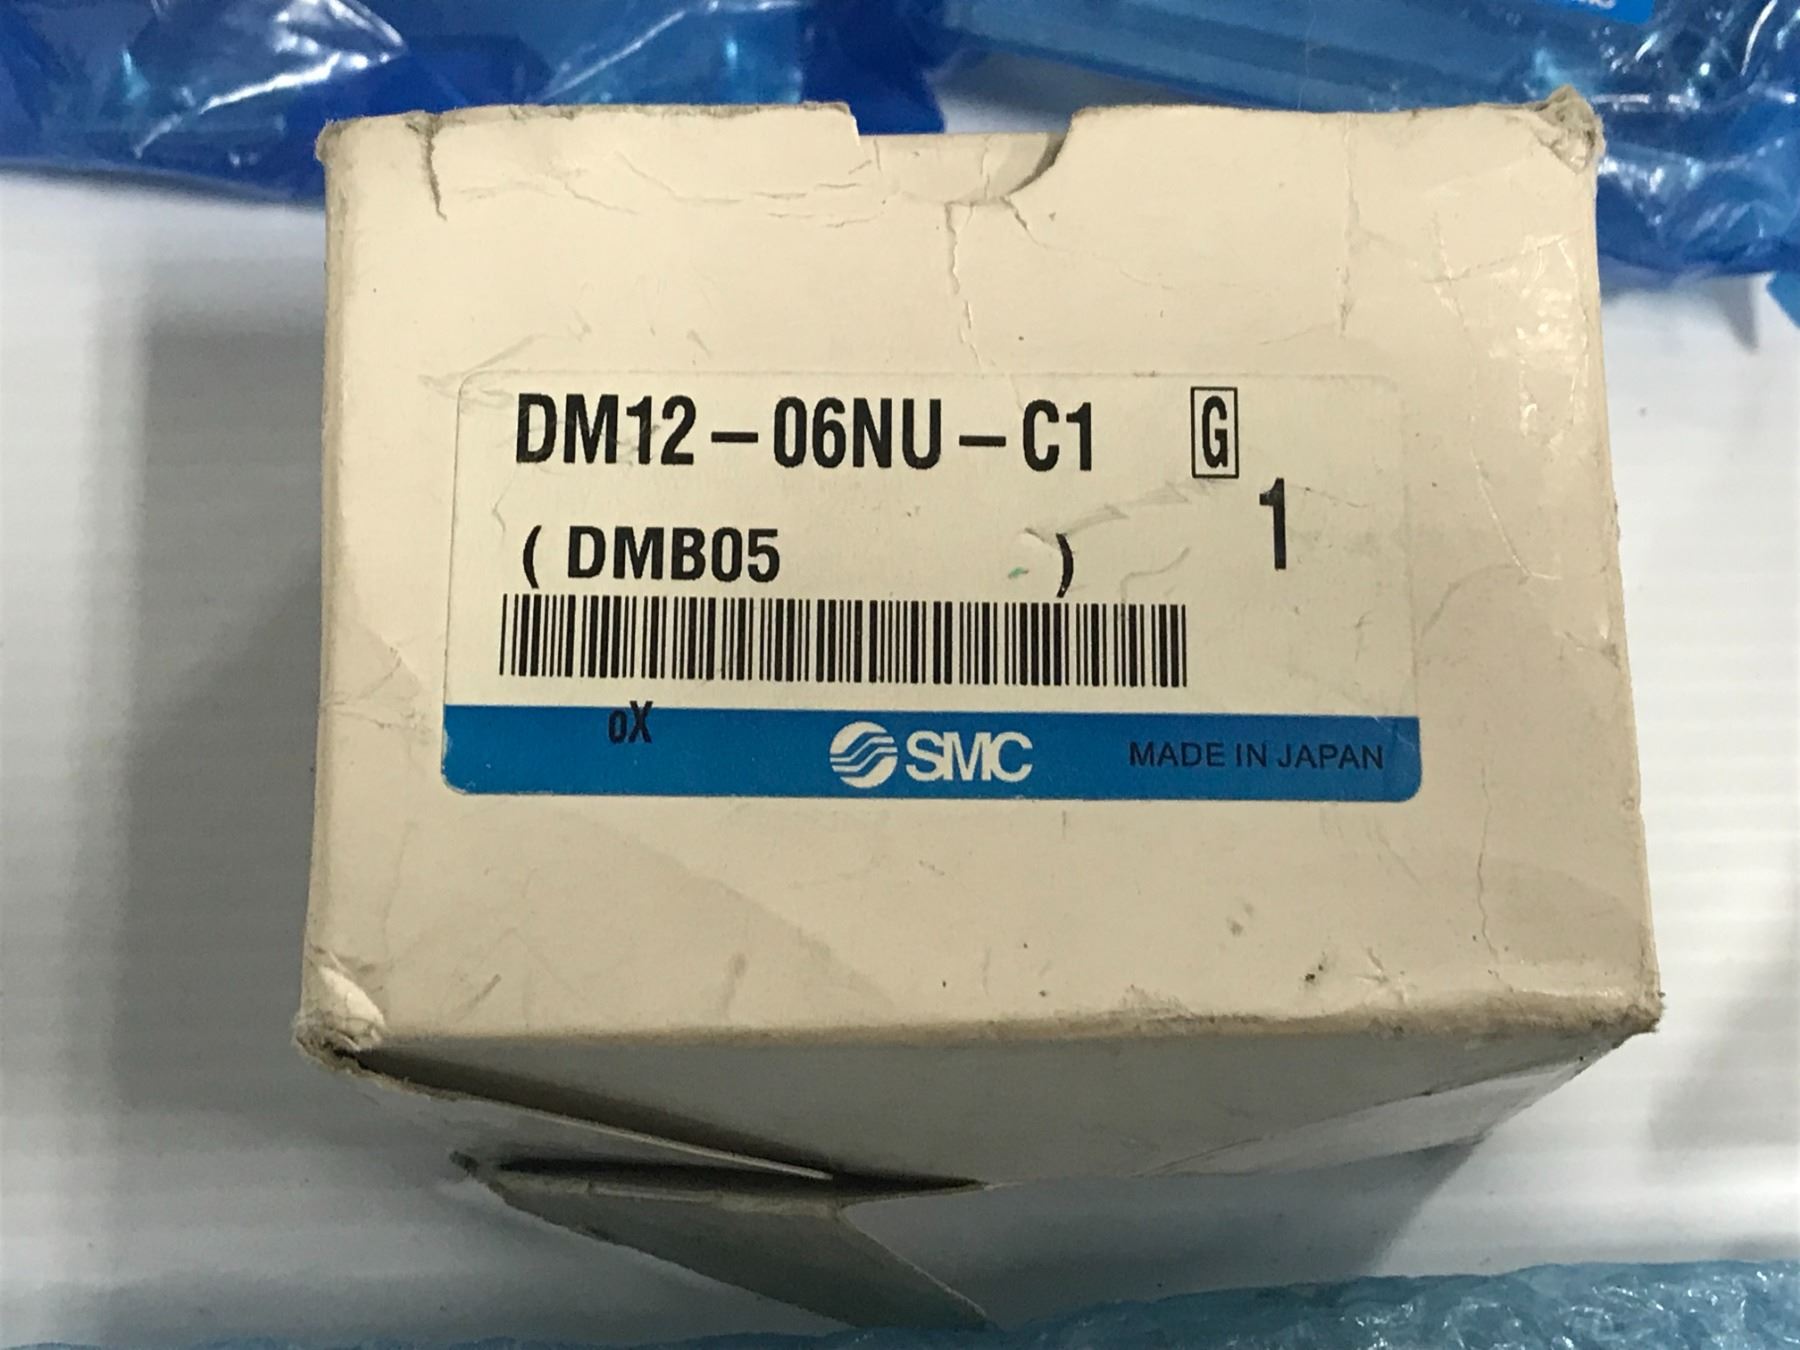 DM12-06NU-C1 G
1
( DMB05 )
oX
SMC MADE IN JAPAN